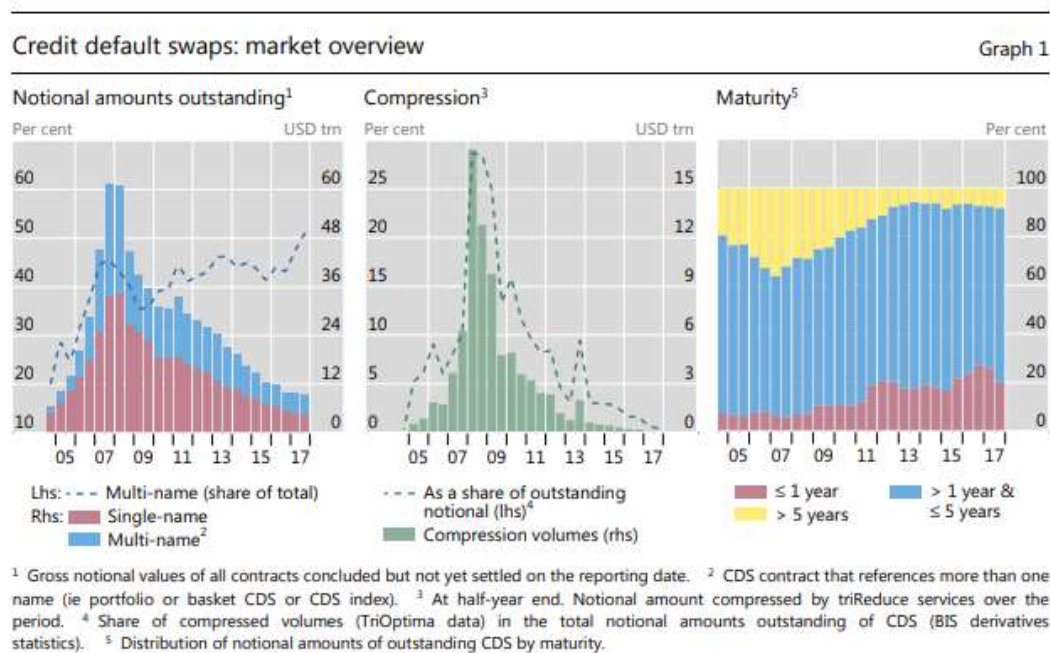 Credit default swaps: market overview Graph 1
Notional amounts outstanding1 Compression3 Maturity5
Per cent USD trn Per cent USD trn Per cent
60 60 25 15 100
50 48 20 12 80
40 36 15 9 60
30 24 10 6 40
20 12 5 3 20
10 0 0 0 0
05 07 09 11 13 15 17 05 07 09 11 13 15 17 05 07 09 11 13 15 17
Lhs: Multi-name (share of total) As a share of outstanding notional (lhs)4 ≤ 1 year > 1 year & ≤ 5 years
Rhs: Single-name Compression volumes (rhs) > 5 years
Multi-name2
1 Gross notional values of all contracts concluded but not yet settled on the reporting date. 2 CDS contract that references more than one
name (ie portfolio or basket CDS or CDS index). 3 At half-year end. Notional amount compressed by triReduce services over the
period. 4 Share of compressed volumes (TriOptima data) in the total notional amounts outstanding of CDS (BIS derivatives
statistics). 5 Distribution of notional amounts of outstanding CDS by maturity.